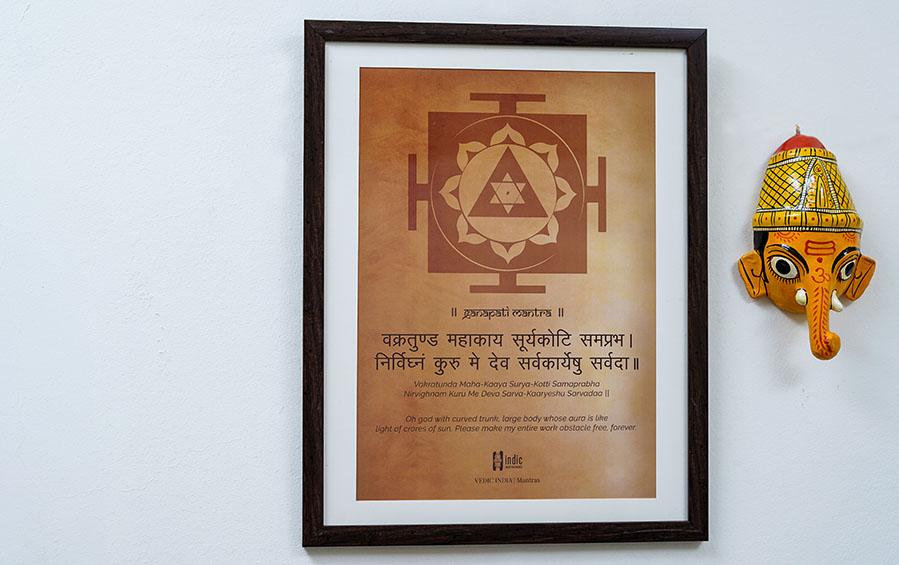 ॥ Ganapati Mantra ॥
वक्रतुण्ड महाकाय सूर्यकोटि समप्रभ।
निर्विघ्नं कुरु मे देव सर्वकार्येषु सर्वदा॥
Vakratunda Maha-Kaaya Surya-Kotti Samaprabha
Nirvighnam Kuru Me Deva Sarva-Kaaryeshu Sarvadaa ||
Oh god with curved trunk, large body whose aura is like
light of crores of sun. Please make my entire work obstacle free, forever.
indic
VEDIC INDIA | Mantras
ॐ